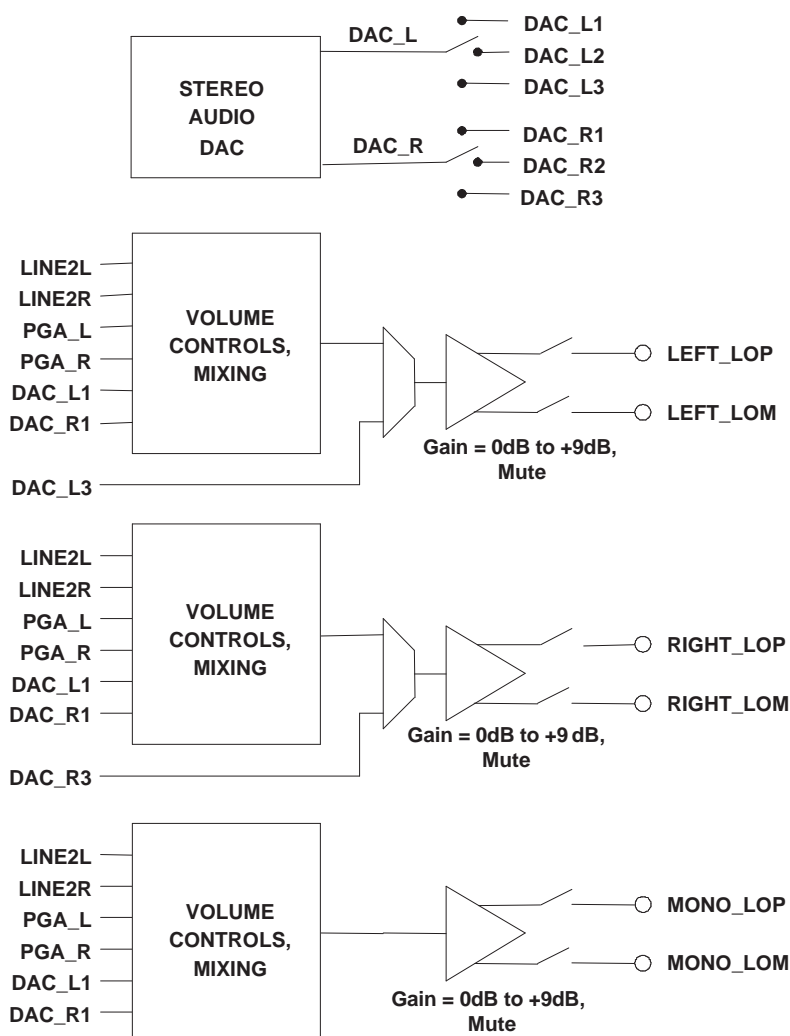 DAC_L
DAC_L1
DAC_L2
DAC_L3
STEREO
AUDIO
DAC
DAC_R
DAC_R1
DAC_R2
DAC_R3
LINE2L
LINE2R
PGA_L
PGA_R
DAC_L1
DAC_R1
VOLUME
CONTROLS,
MIXING
LEFT_LOP
LEFT_LOM
Gain = 0dB to +9dB,
Mute
DAC_L3
LINE2L
LINE2R
PGA_L
PGA_R
DAC_L1
DAC_R1
VOLUME
CONTROLS,
MIXING
RIGHT_LOP
RIGHT_LOM
Gain = 0dB to +9 dB,
Mute
DAC_R3
LINE2L
LINE2R
PGA_L
PGA_R
DAC_L1
DAC_R1
VOLUME
CONTROLS,
MIXING
MONO_LOP
MONO_LOM
Gain = 0dB to +9dB,
Mute